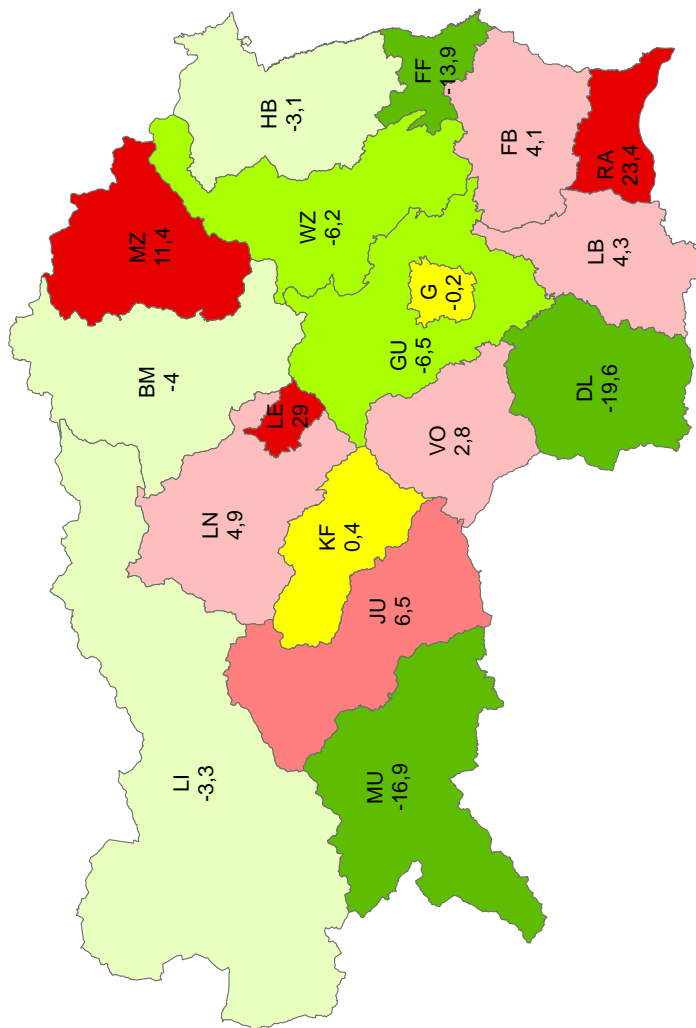 MZ
11,4
BM
-4
LI
-3,3
LN
4,9
HB
-3,1
LE
29
WZ
-6,2
KF
0,4
MU
-16,9
JU
6,5
GU
-6,5
FF
-13,9
G
-0,2
VO
2,8
FB
4,1
DL
-19,6
LB
4,3
RA
23,4